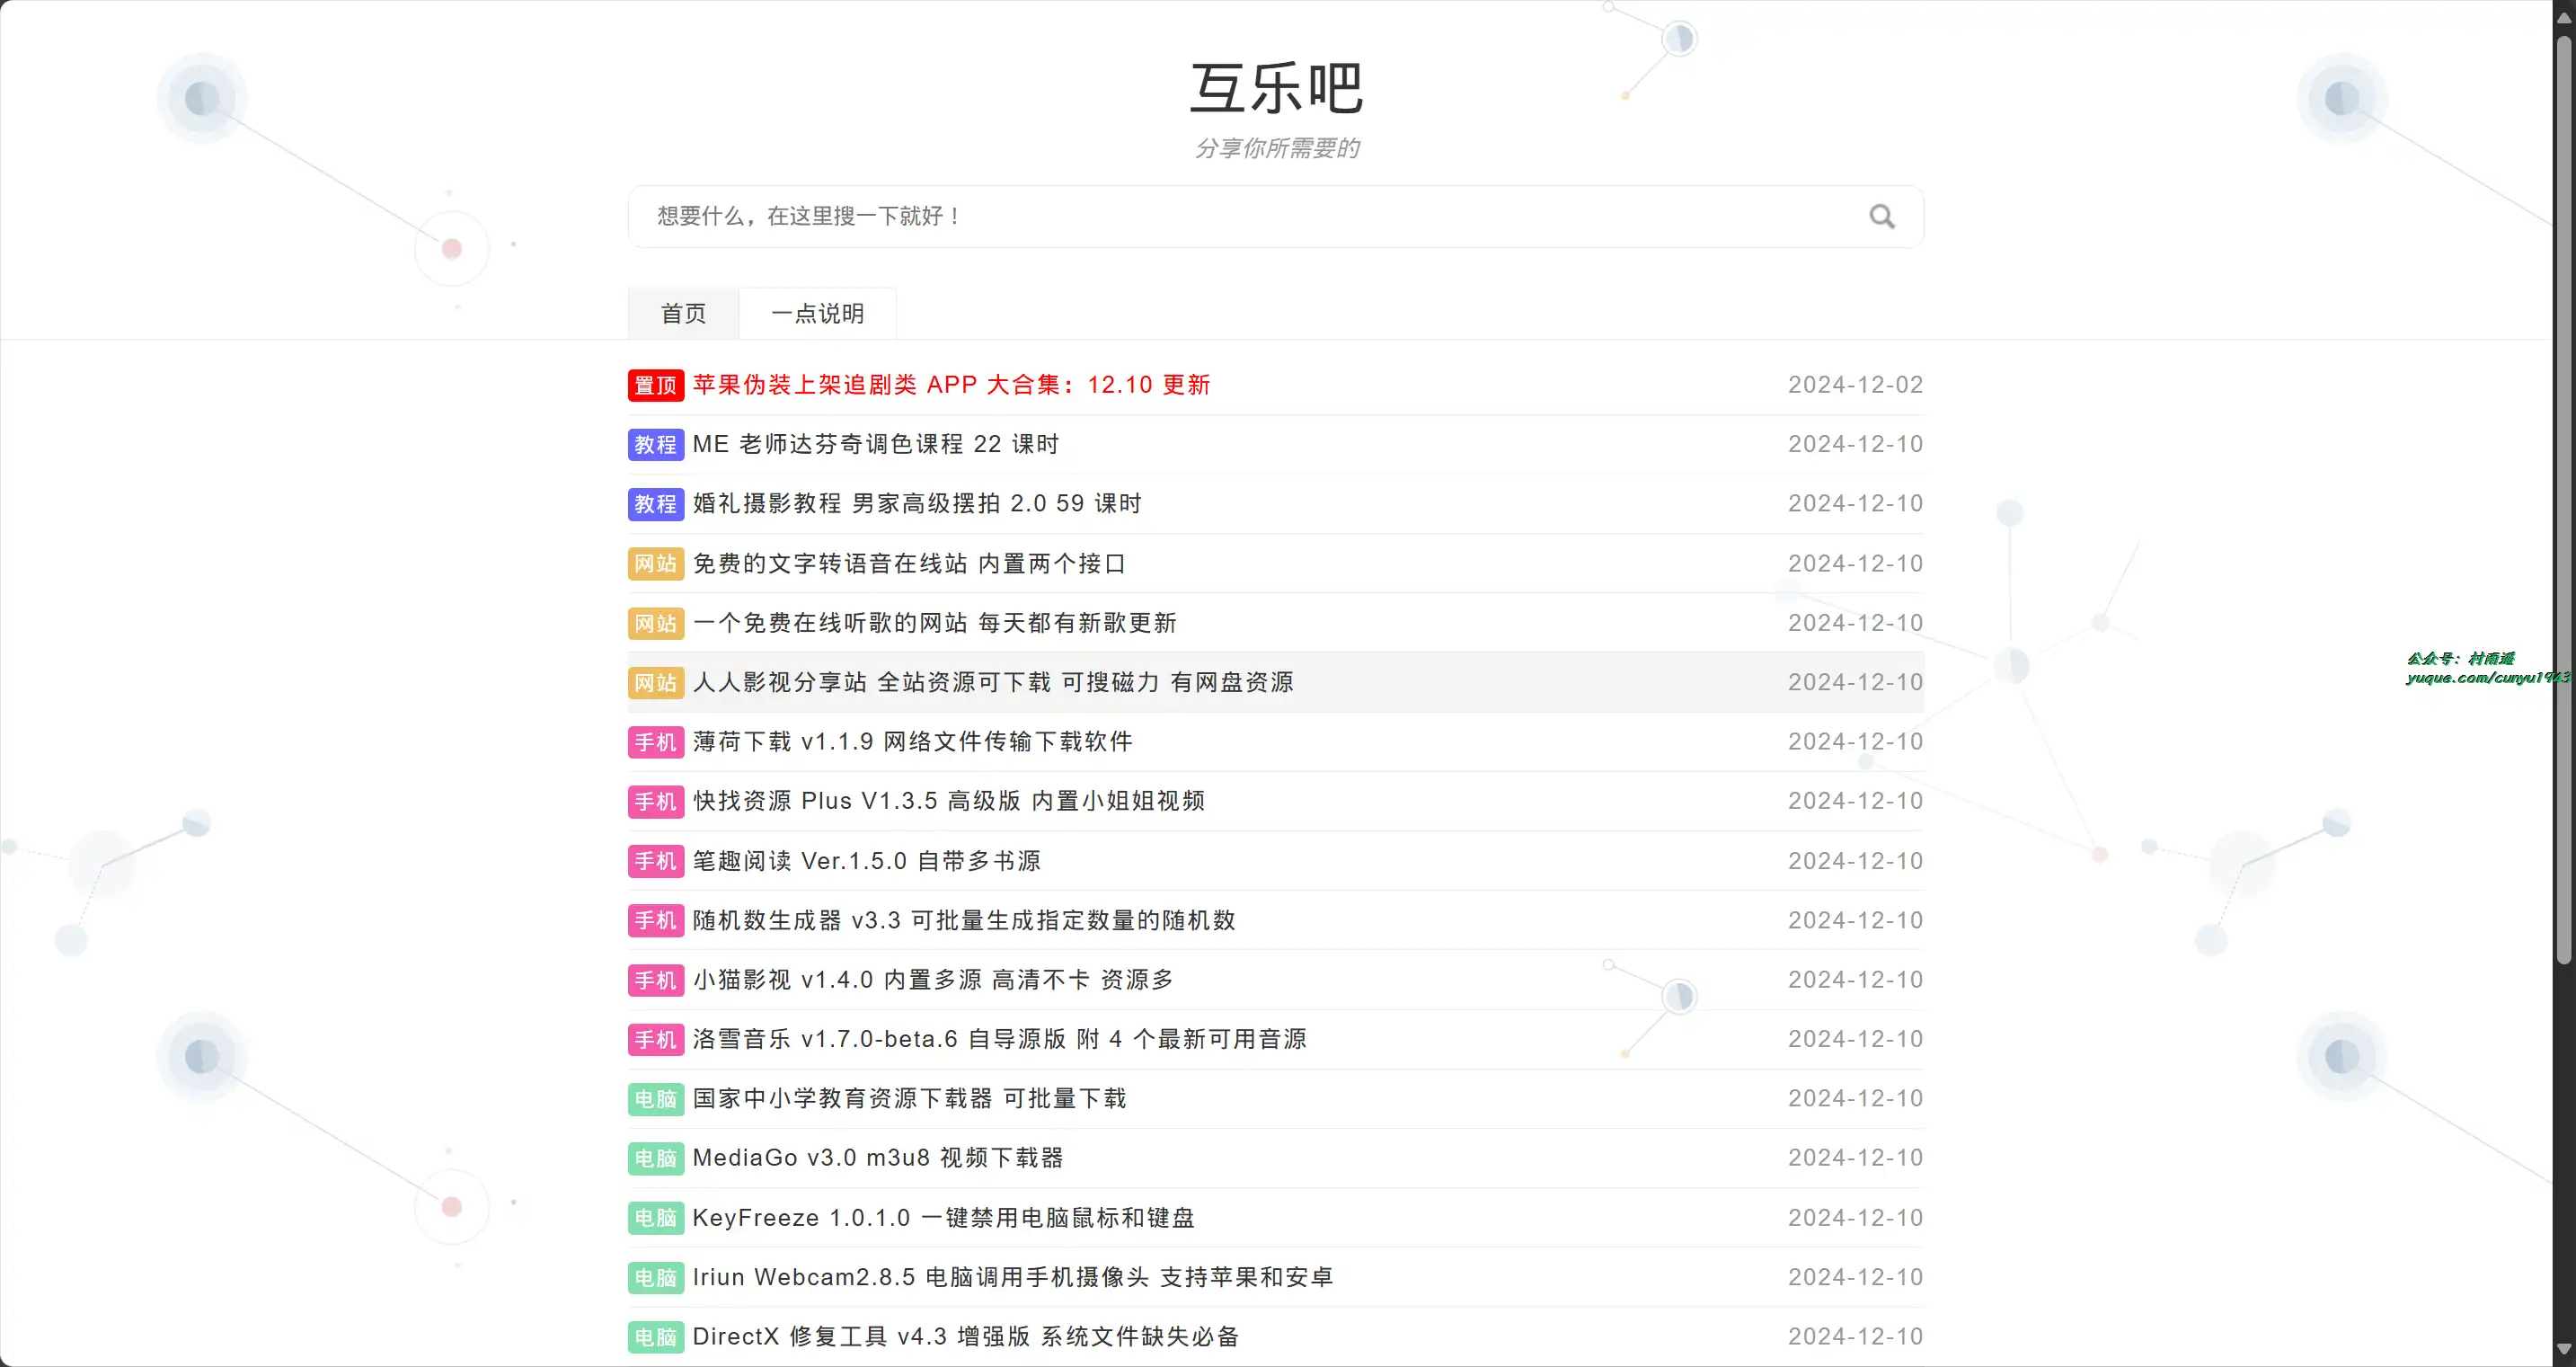 互乐吧
分享你所需要的
想要什么，在这里搜一下就好！
首页 一点说明
置顶 苹果伪装上架追剧类 APP 大合集：12.10 更新 2024-12-02
教程 ME 老师达芬奇调色课程 22 课时 2024-12-10
教程 婚礼摄影教程 男家高级摆拍 2.0 59 课时 2024-12-10
网站 免费的文字转语音在线站 内置两个接口 2024-12-10
网站 一个免费在线听歌的网站 每天都有新歌更新 2024-12-10
公众号：村雨遥
yuque.com/cunyu1943
网站 人人影视分享站 全站资源可下载 可搜磁力 有网盘资源 2024-12-10
手机 薄荷下载 v1.1.9 网络文件传输下载软件 2024-12-10
手机 快找资源 Plus V1.3.5 高级版 内置小姐姐视频 2024-12-10
手机 笔趣阅读 Ver.1.5.0 自带多书源 2024-12-10
手机 随机数生成器 v3.3 可批量生成指定数量的随机数 2024-12-10
手机 小猫影视 v1.4.0 内置多源 高清不卡 资源多 2024-12-10
手机 洛雪音乐 v1.7.0-beta.6 自导源版 附 4 个最新可用音源 2024-12-10
电脑 国家中小学教育资源下载器 可批量下载 2024-12-10
电脑 MediaGo v3.0 m3u8 视频下载器 2024-12-10
电脑 KeyFreeze 1.0.1.0 一键禁用电脑鼠标和键盘 2024-12-10
电脑 Iriun Webcam2.8.5 电脑调用手机摄像头 支持苹果和安卓 2024-12-10
电脑 DirectX 修复工具 v4.3 增强版 系统文件缺失必备 2024-12-10